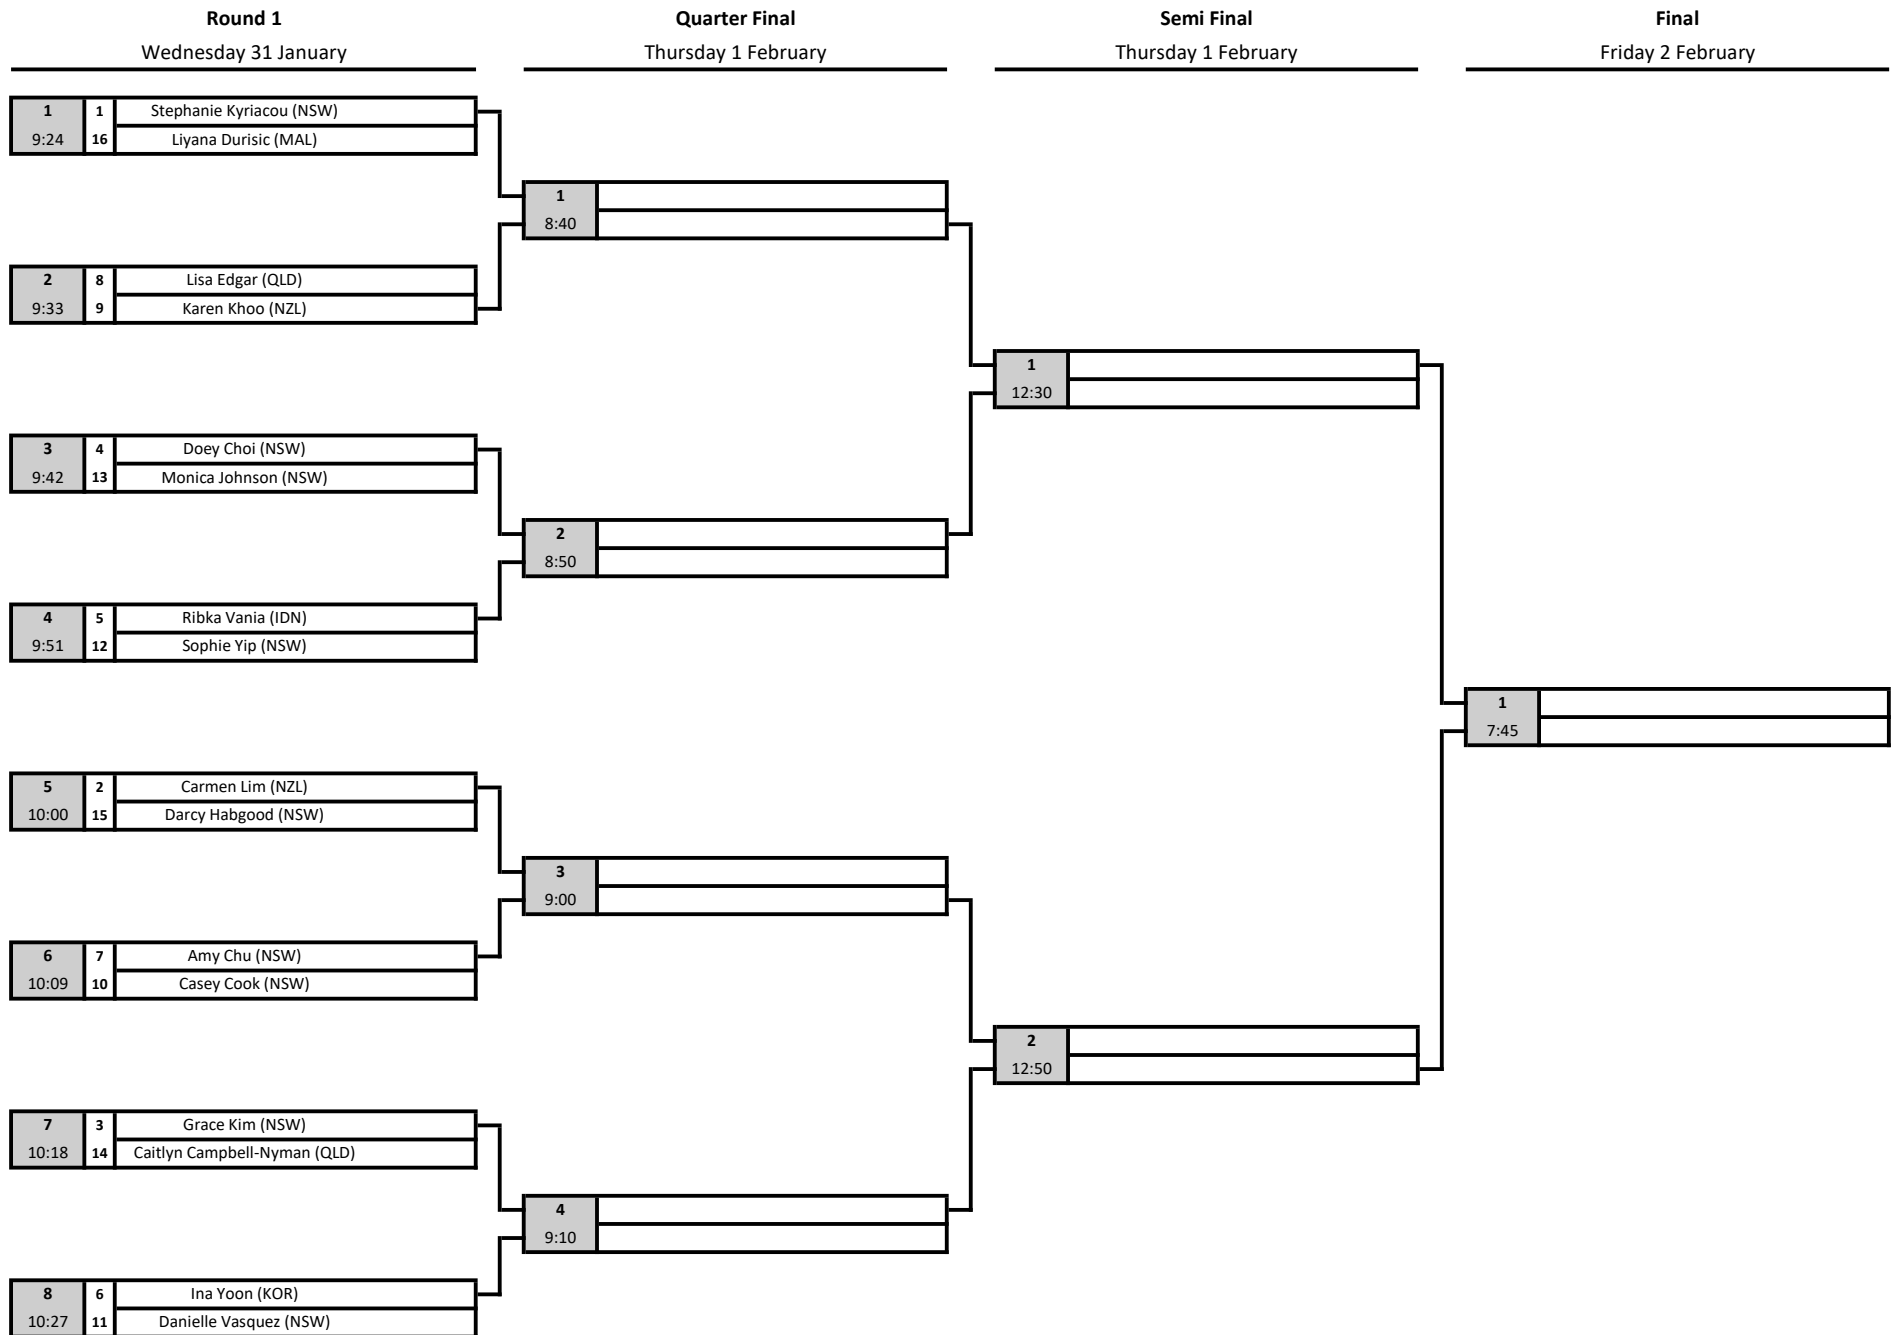 Round 1
Wednesday 31 January
Quarter Final
Thursday 1 February
Semi Final
Thursday 1 February
Final
Friday 2 February
1 1 Stephanie Kyriacou (NSW)
9:24 16 Liyana Durisic (MAL)
2 8 Lisa Edgar (QLD)
9:33 9 Karen Khoo (NZL)
3 4 Doey Choi (NSW)
9:42 13 Monica Johnson (NSW)
4 5 Ribka Vania (IDN)
9:51 12 Sophie Yip (NSW)
5 2 Carmen Lim (NZL)
10:00 15 Darcy Habgood (NSW)
6 7 Amy Chu (NSW)
10:09 10 Casey Cook (NSW)
7 3 Grace Kim (NSW)
10:18 14 Caitlyn Campbell-Nyman (QLD)
8 6 Ina Yoon (KOR)
10:27 11 Danielle Vasquez (NSW)
1
8:40
2
8:50
3
9:00
4
9:10
1
12:30
2
12:50
1
7:45